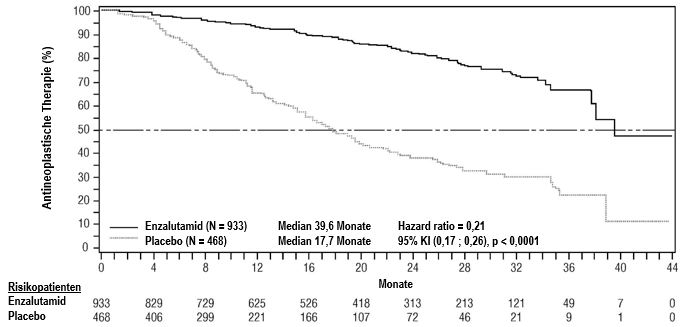 100
90
80
70
60
50
40
30
20
10
0
Antineoplastische Therapie (%)
Enzalutamid (N = 933) Median 39,6 Monate Hazard ratio = 0,21
Placebo (N = 468) Median 17,7 Monate 95% KI (0,17 ; 0,26), p < 0,0001
0 4 8 12 16 20 24 28 32 36 40 44
Monate
Risikopatienten
Enzalutamid 933 829 729 625 526 418 313 213 121 49 7 0
Placebo 468 406 299 221 166 107 72 46 21 9 1 0